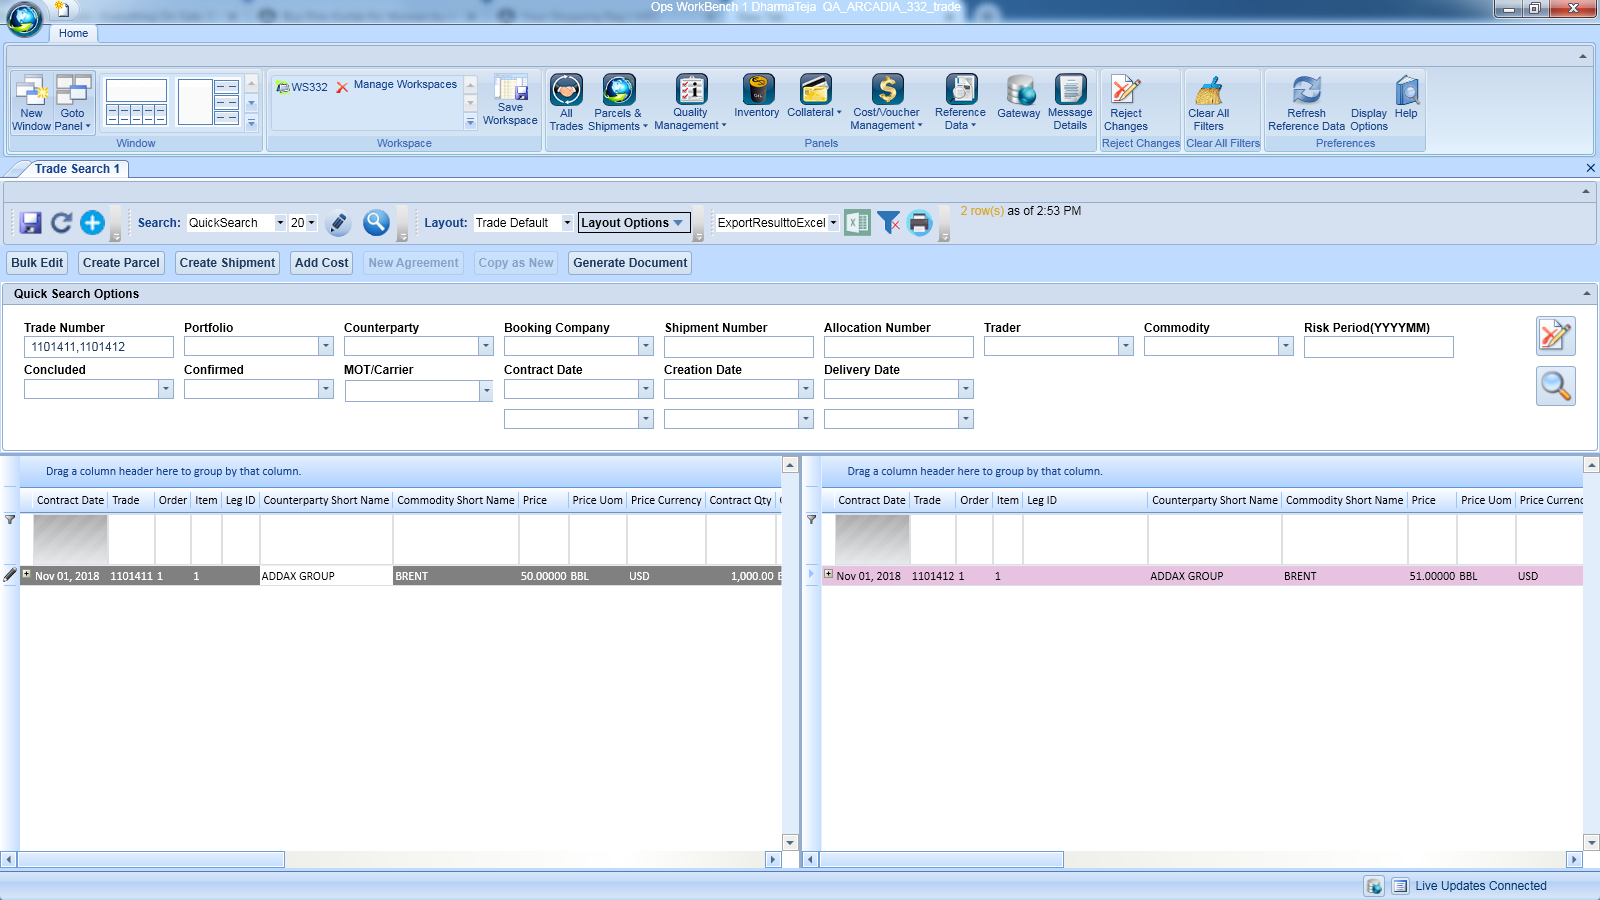 Ops WorkBench 1 DharmaTeja QA_ARCADIA_332_trade
Home
New Window
Goto Panel
Window
WS332
Manage Workspaces
Save Workspace
Workspace
All Trades
Parcels & Shipments
Quality Management
Inventory
Collateral
Cost/Voucher Management
Reference Data
Gateway
Message Details
Panels
Reject Changes
Reject Changes
Clear All Filters
Clear All Filters
Refresh Reference Data
Display Options
Help
Preferences
Trade Search 1
Search: QuickSearch 20 Layout: Trade Default Layout Options ExportResulttoExcel 2 row(s) as of 2:53 PM
Bulk Edit Create Parcel Create Shipment Add Cost New Agreement Copy as New Generate Document
Quick Search Options
Trade Number Portfolio Counterparty Booking Company Shipment Number Allocation Number Trader Commodity Risk Period(YYYYMM)
1101411,1101412
Concluded Confirmed MOT/Carrier Contract Date Creation Date Delivery Date
Drag a column header here to group by that column.
Contract Date Trade Order Item Leg ID Counterparty Short Name Commodity Short Name Price Price Uom Price Currency Contract Qty
Nov 01, 2018 1101411 1 1 ADDAX GROUP BRENT 50.00000 BBL USD 1,000.00
Drag a column header here to group by that column.
Contract Date Trade Order Item Leg ID Counterparty Short Name Commodity Short Name Price Price Uom Price Currenc
Nov 01, 2018 1101412 1 1 ADDAX GROUP BRENT 51.00000 BBL USD
Live Updates Connected